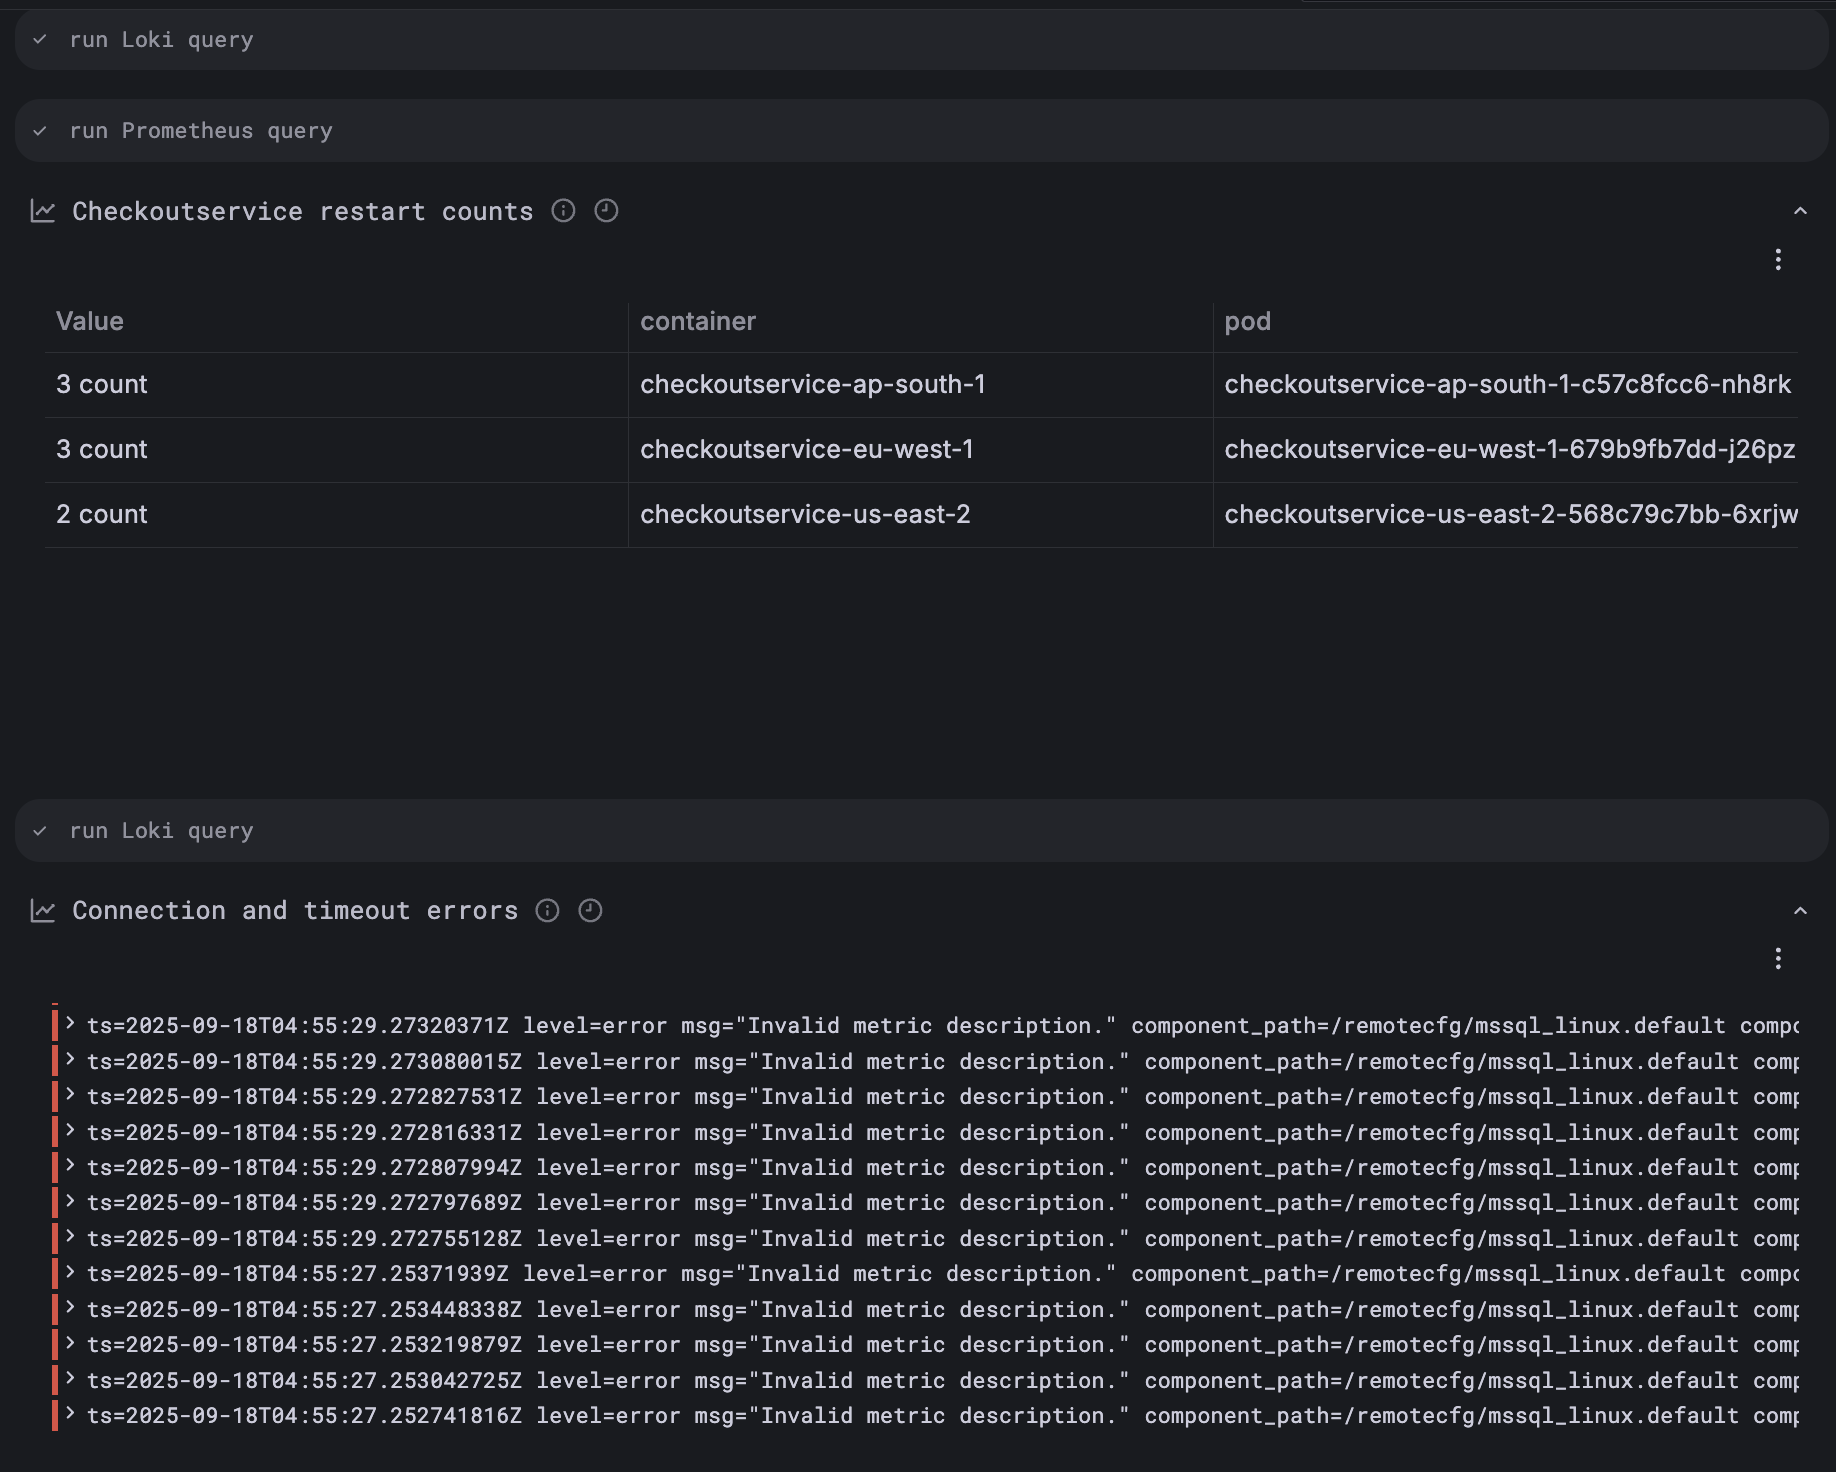 run Loki query
run Prometheus query
Checkoutservice restart counts
Value container pod
3 count checkoutservice-ap-south-1 checkoutservice-ap-south-1-c57c8fcc6-nh8rk
3 count checkoutservice-eu-west-1 checkoutservice-eu-west-1-679b9fb7dd-j26pz
2 count checkoutservice-us-east-2 checkoutservice-us-east-2-568c79c7bb-6xrjw
run Loki query
Connection and timeout errors
ts=2025-09-18T04:55:29.27320371Z level=error msg="Invalid metric description." component_path=/remotecfg/mssql_linux.default compo
ts=2025-09-18T04:55:29.273080015Z level=error msg="Invalid metric description." component_path=/remotecfg/mssql_linux.default comp
ts=2025-09-18T04:55:29.272827531Z level=error msg="Invalid metric description." component_path=/remotecfg/mssql_linux.default comp
ts=2025-09-18T04:55:29.272816331Z level=error msg="Invalid metric description." component_path=/remotecfg/mssql_linux.default comp
ts=2025-09-18T04:55:29.272807994Z level=error msg="Invalid metric description." component_path=/remotecfg/mssql_linux.default comp
ts=2025-09-18T04:55:29.272797689Z level=error msg="Invalid metric description." component_path=/remotecfg/mssql_linux.default comp
ts=2025-09-18T04:55:29.272755128Z level=error msg="Invalid metric description." component_path=/remotecfg/mssql_linux.default comp
ts=2025-09-18T04:55:27.25371939Z level=error msg="Invalid metric description." component_path=/remotecfg/mssql_linux.default compo
ts=2025-09-18T04:55:27.253448338Z level=error msg="Invalid metric description." component_path=/remotecfg/mssql_linux.default comp
ts=2025-09-18T04:55:27.253219879Z level=error msg="Invalid metric description." component_path=/remotecfg/mssql_linux.default comp
ts=2025-09-18T04:55:27.253042725Z level=error msg="Invalid metric description." component_path=/remotecfg/mssql_linux.default comp
ts=2025-09-18T04:55:27.252741816Z level=error msg="Invalid metric description." component_path=/remotecfg/mssql_linux.default comp